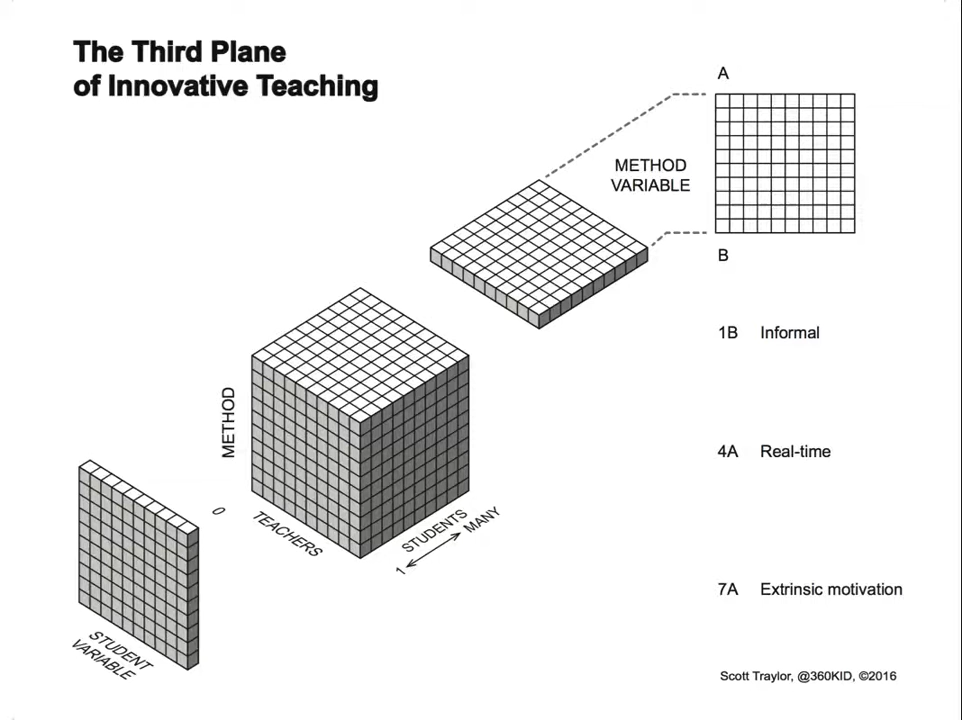 The Third Plane
of Innovative Teaching
A
METHOD
VARIABLE
B
1B Informal
METHOD
4A Real-time
0
TEACHERS
STUDENTS
1
MANY
7A Extrinsic motivation
STUDENT
VARIABLE
Scott Traylor, @360KID, ©2016